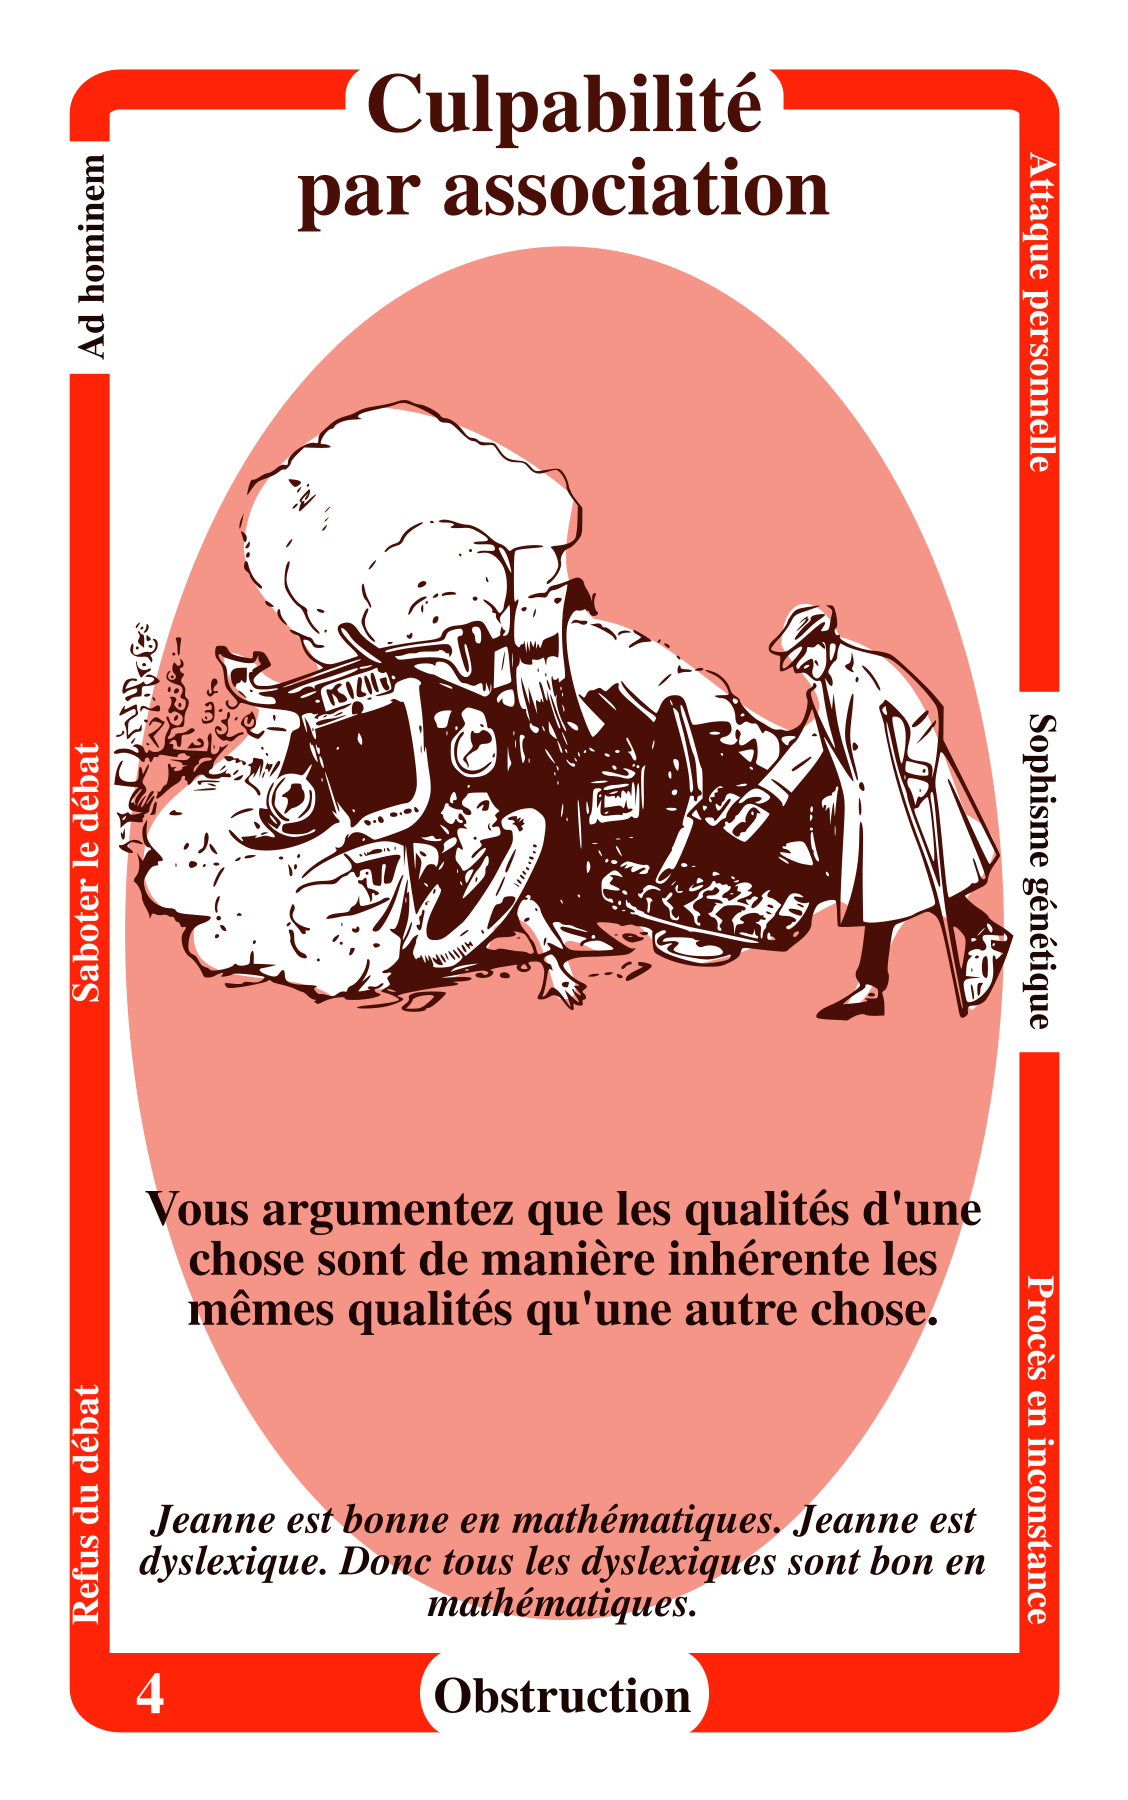 Culpabilité
par association
Ad hominem
Saboter le débat
Refus du débat
Attaque personnelle
Sophisme génétique
Procès en inconstance
Vous argumentez que les qualités d'une
chose sont de manière inhérente les
mêmes qualités qu'une autre chose.
Jeanne est bonne en mathématiques. Jeanne est
dyslexique. Donc tous les dyslexiques sont bon en
mathématiques.
4
Obstruction